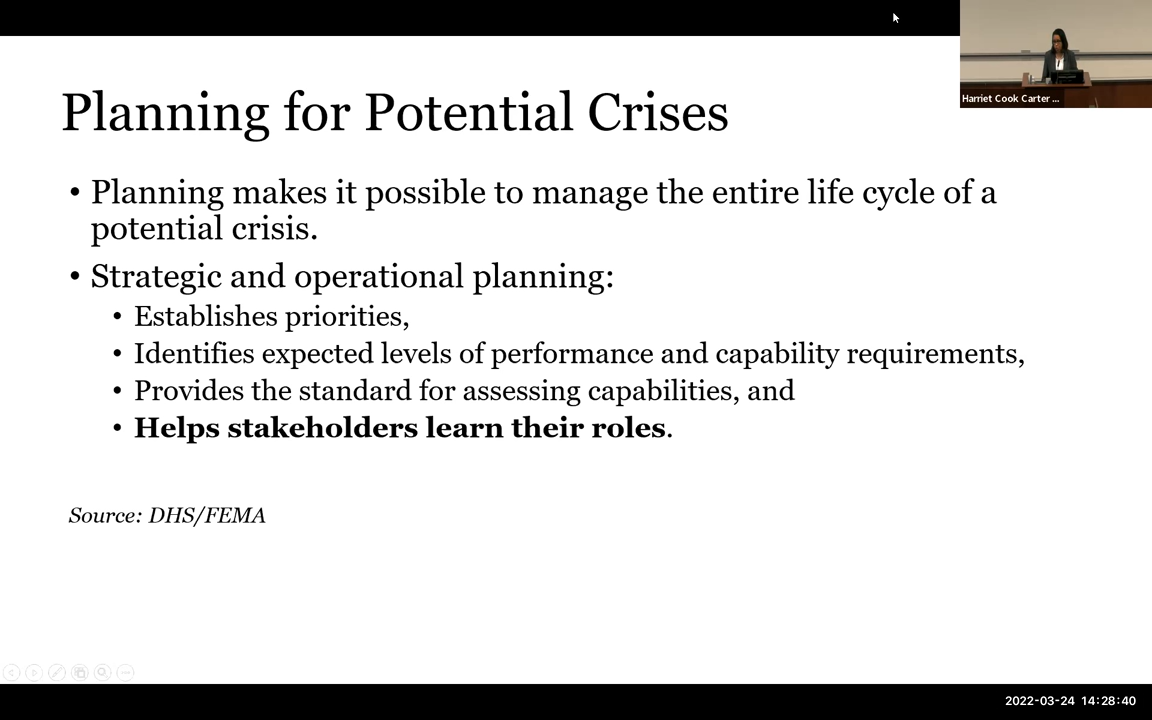 Harriet Cook Carter ...
Planning for Potential Crises
• Planning makes it possible to manage the entire life cycle of a
potential crisis.
• Strategic and operational planning:
• Establishes priorities,
• Identifies expected levels of performance and capability requirements,
• Provides the standard for assessing capabilities, and
• Helps stakeholders learn their roles.
Source: DHS/FEMA
2022-03-24 14:28:40